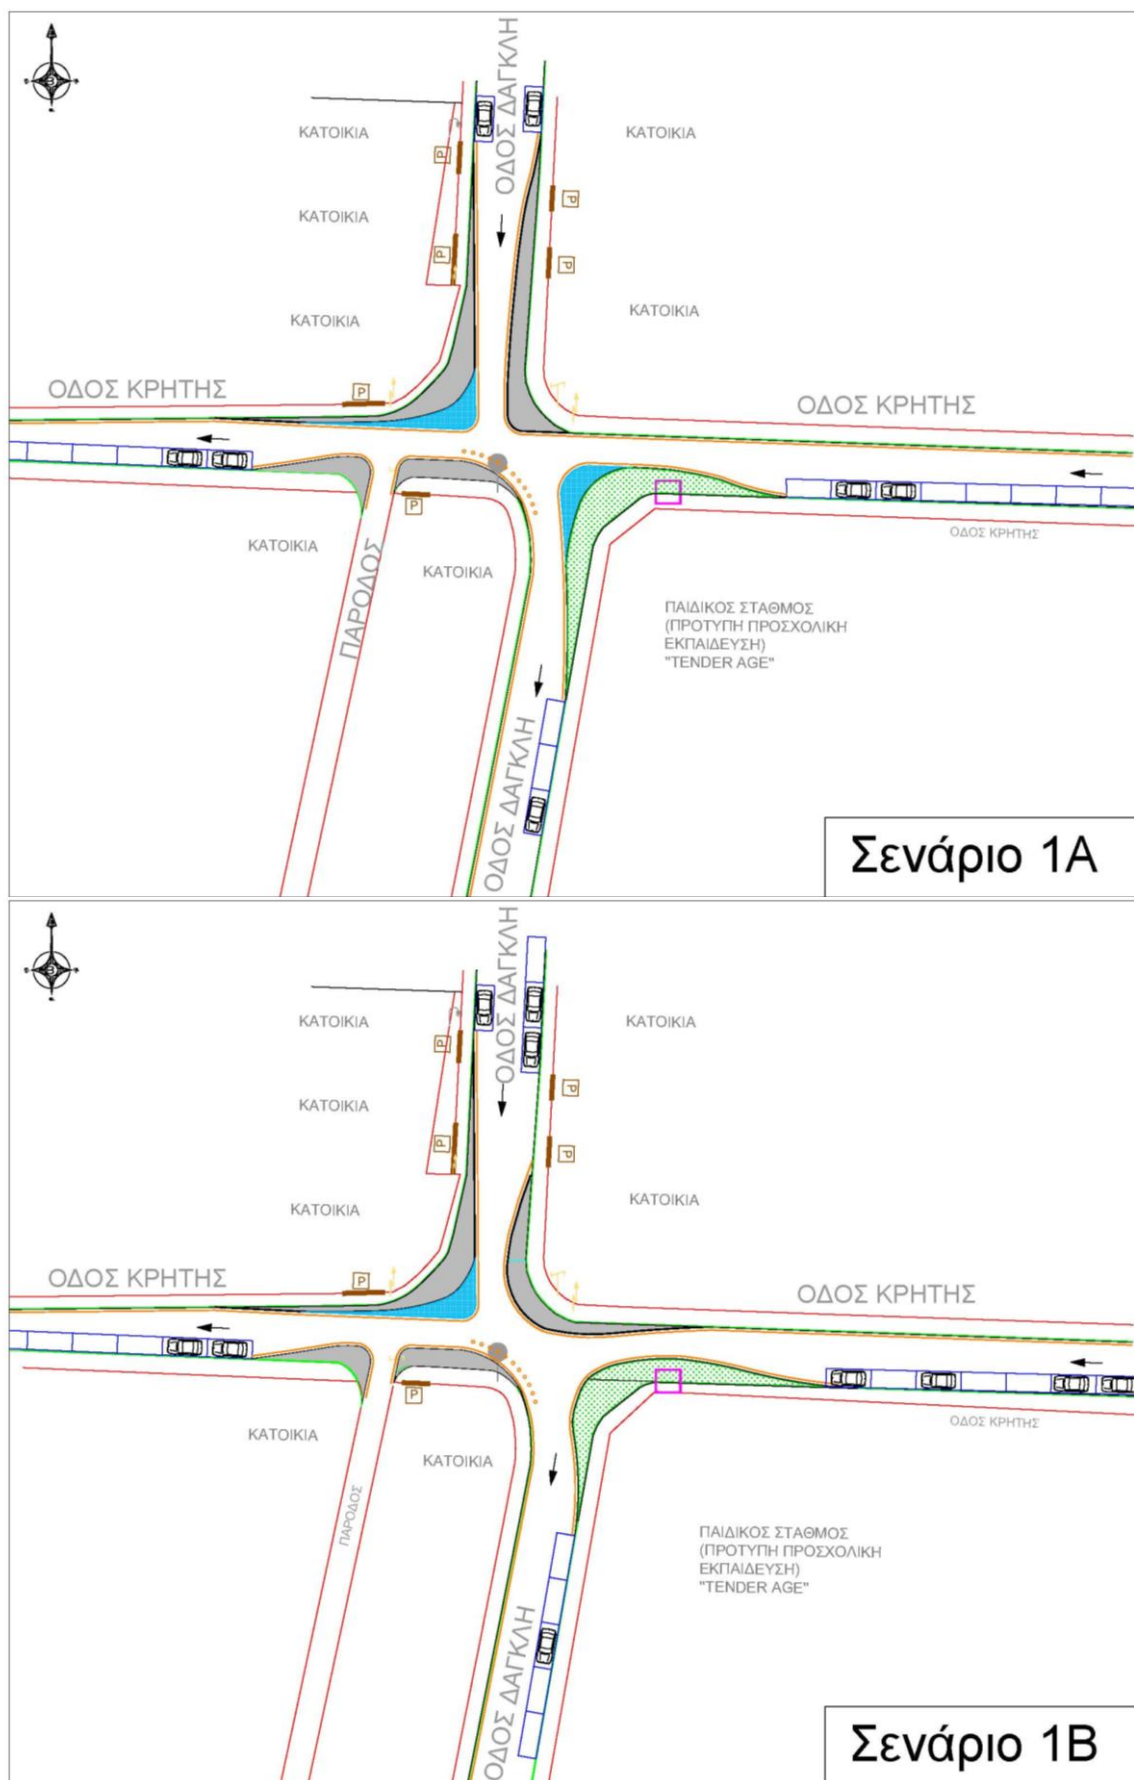 ΟΔΟΣ ΔΑΓΚΛΗ
ΚΑΤΟΙΚΙΑ
ΚΑΤΟΙΚΙΑ
P
P
ΚΑΤΟΙΚΙΑ
P
P
ΚΑΤΟΙΚΙΑ
ΚΑΤΟΙΚΙΑ
ΟΔΟΣ ΚΡΗΤΗΣ
P
ΟΔΟΣ ΚΡΗΤΗΣ
P
ΟΔΟΣ ΚΡΗΤΗΣ
ΚΑΤΟΙΚΙΑ
ΚΑΤΟΙΚΙΑ
ΠΑΡΟΔΟΣ
ΠΑΙΔΙΚΟΣ ΣΤΑΘΜΟΣ
(ΠΡΟΤΥΠΗ ΠΡΟΣΧΟΛΙΚΗ
ΕΚΠΑΙΔΕΥΣΗ)
"TENDER AGE"
ΟΔΟΣ ΔΑΓΚΛΗ
Σενάριο 1Α
ΟΔΟΣ ΔΑΓΚΛΗ
ΚΑΤΟΙΚΙΑ
ΚΑΤΟΙΚΙΑ
P
P
ΚΑΤΟΙΚΙΑ
P
P
ΚΑΤΟΙΚΙΑ
ΚΑΤΟΙΚΙΑ
ΟΔΟΣ ΚΡΗΤΗΣ
P
ΟΔΟΣ ΚΡΗΤΗΣ
P
ΟΔΟΣ ΚΡΗΤΗΣ
ΚΑΤΟΙΚΙΑ
ΚΑΤΟΙΚΙΑ
ΠΑΡΟΔΟΣ
ΠΑΙΔΙΚΟΣ ΣΤΑΘΜΟΣ
(ΠΡΟΤΥΠΗ ΠΡΟΣΧΟΛΙΚΗ
ΕΚΠΑΙΔΕΥΣΗ)
"TENDER AGE"
ΟΔΟΣ ΔΑΓΚΛΗ
Σενάριο 1Β